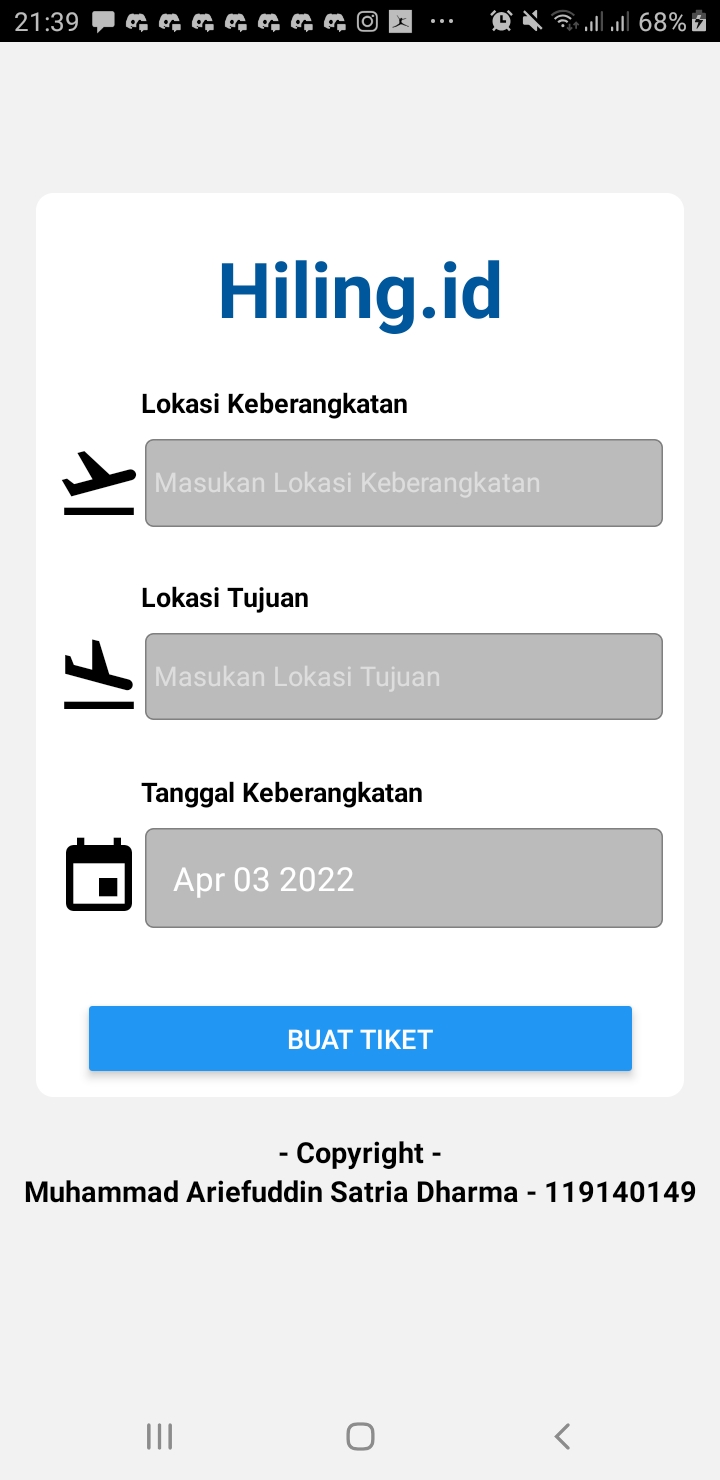 21:39
68%
Hiling.id
Lokasi Keberangkatan
Masukan Lokasi Keberangkatan
Lokasi Tujuan
Masukan Lokasi Tujuan
Tanggal Keberangkatan
Apr 03 2022
BUAT TIKET
- Copyright -
Muhammad Ariefuddin Satria Dharma - 119140149